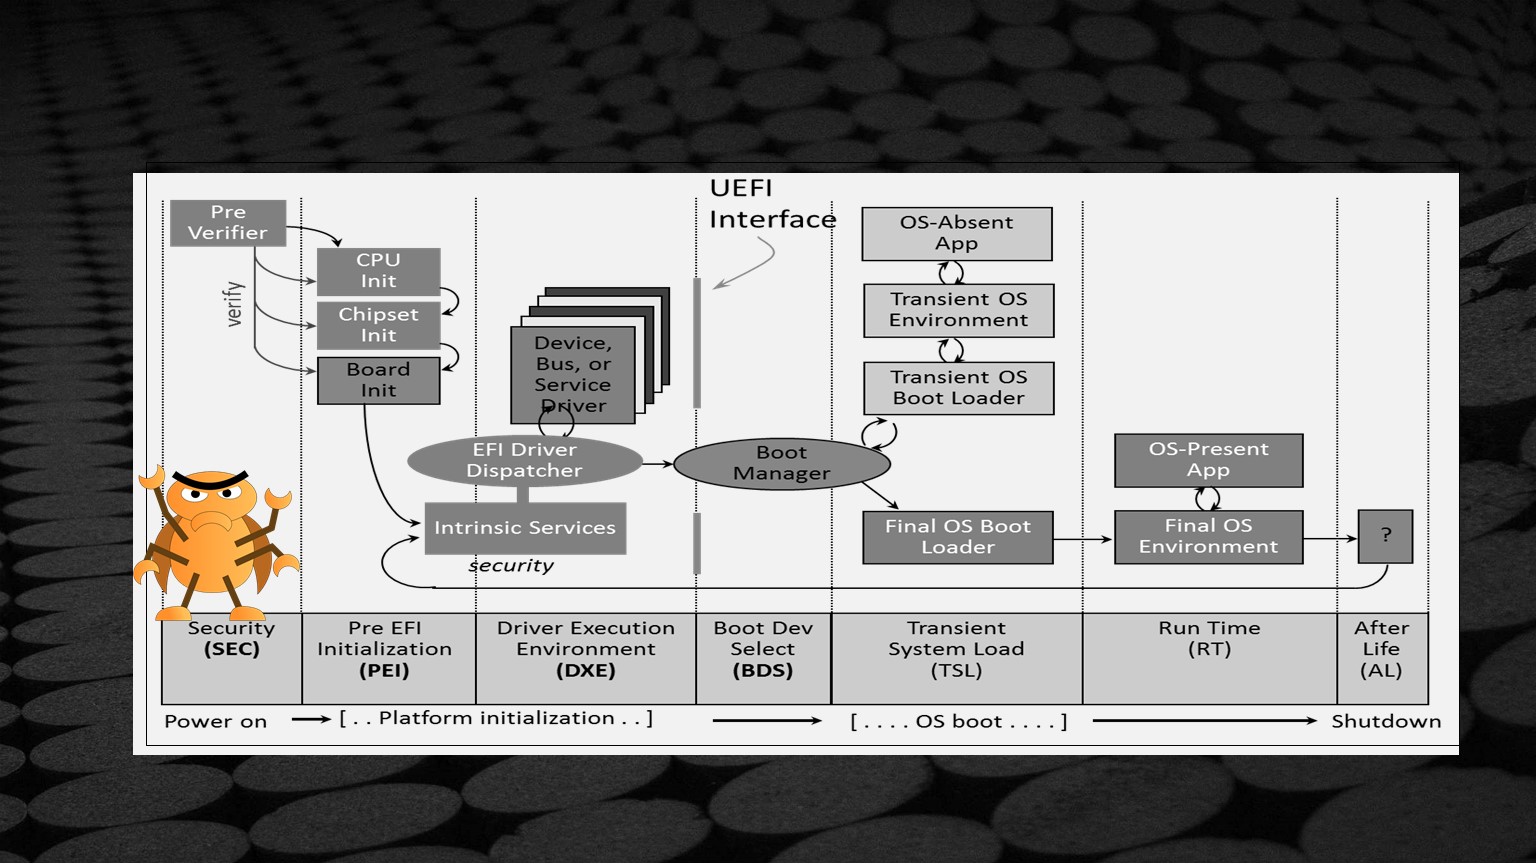 UEFI
Interface
Pre
Verifier
verify
CPU
Init
Chipset
Init
Board
Init
Device,
Bus, or
Service
Driver
EFI Driver
Dispatcher
Intrinsic Services
security
Boot
Manager
OS-Absent
App
Transient OS
Environment
Transient OS
Boot Loader
Final OS Boot
Loader
OS-Present
App
Final OS
Environment
?
Security
(SEC)
Pre EFI
Initialization
(PEI)
Driver Execution
Environment
(DXE)
Boot Dev
Select
(BDS)
Transient
System Load
(TSL)
Run Time
(RT)
After
Life
(AL)
Power on
[ . . Platform initialization . . ]
[ . . . . OS boot . . . . ]
Shutdown